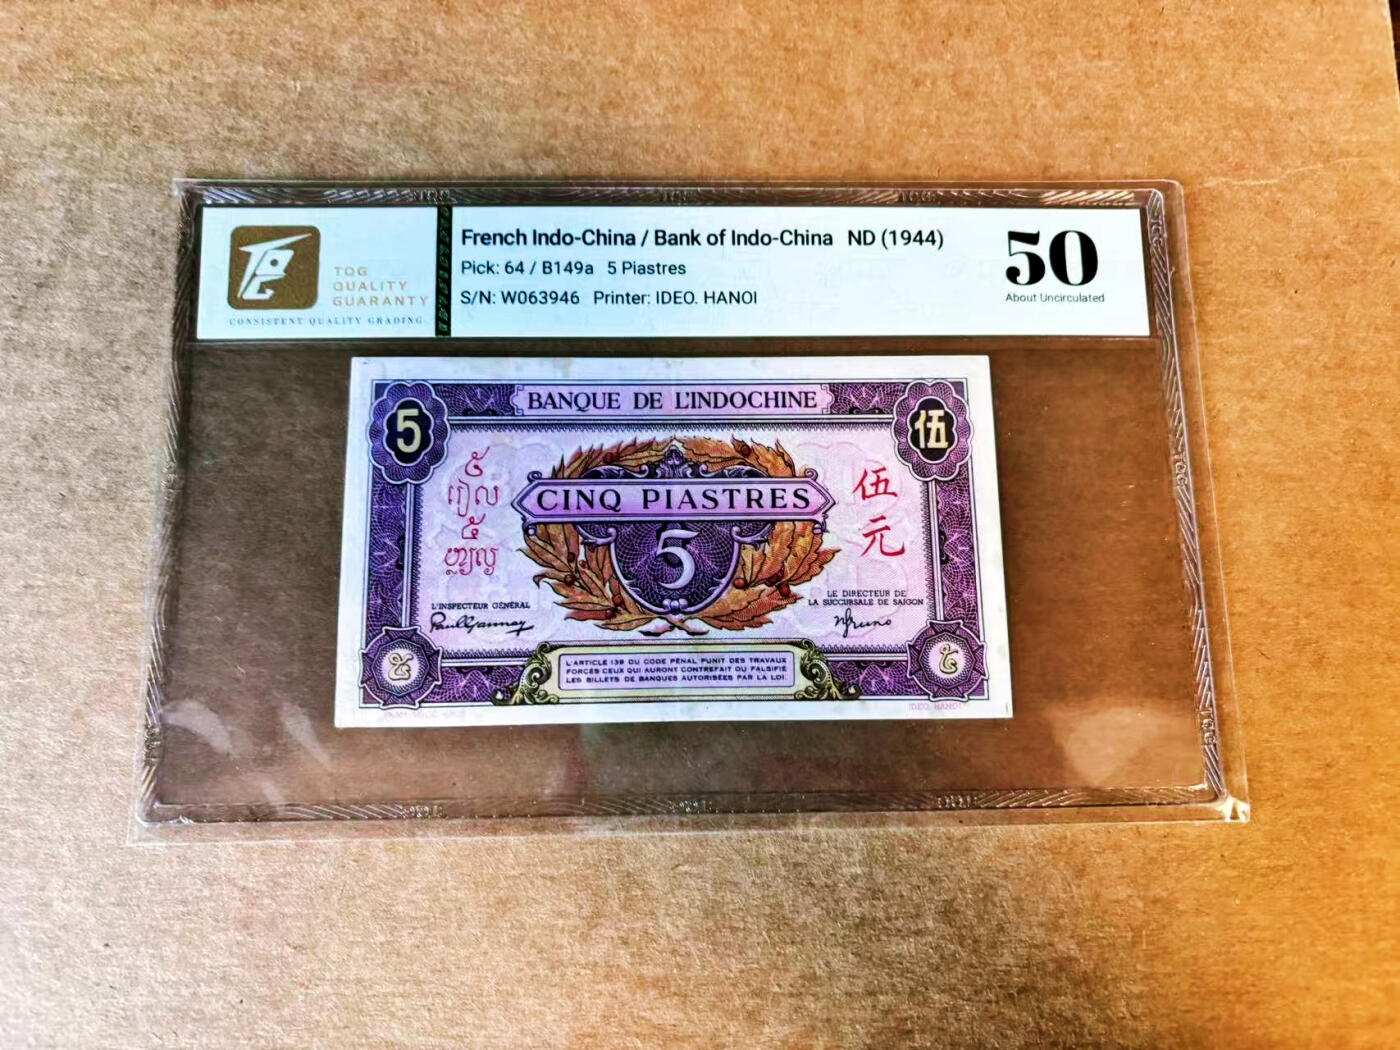 TQG
QUALITY
GUARANTY
CONSISTENT QUALITY GRADING
French Indo-China / Bank of Indo-China ND (1944)
Pick: 64 / B149a 5 Piastres
S/N: W063946 Printer: IDEO. HANOI
50
About Uncirculated
5
BANQUE DE L'INDOCHINE
伍
៥
រៀល
CINQ PIASTRES
5
伍
元
L'INSPECTEUR GÉNÉRAL
LE DIRECTEUR DE
LA SUCCURSALE DE SAIGON
L'ARTICLE 139 DU CODE PÉNAL PUNIT DES TRAVAUX
FORCÉS CEUX QUI AURONT CONTREFAIT OU FALSIFIÉ
LES BILLETS DE BANQUES AUTORISÉES PAR LA LOI.
IDEO. HANOI